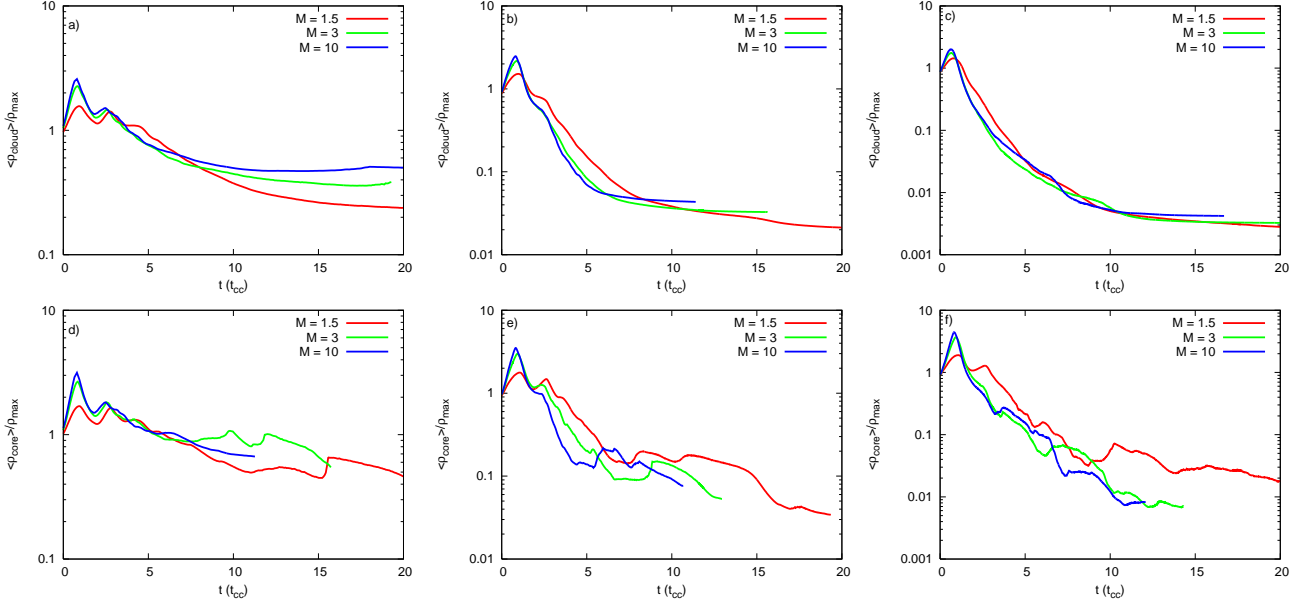 a)
M = 1.5
M = 3
M = 10
<ρcloud>/ρmax
10
1
0.1
0 5 10 15 20
t (tcc)
b)
M = 1.5
M = 3
M = 10
<ρcloud>/ρmax
10
1
0.1
0.01
0 5 10 15 20
t (tcc)
c)
M = 1.5
M = 3
M = 10
<ρcloud>/ρmax
10
1
0.1
0.01
0.001
0 5 10 15 20
t (tcc)
d)
M = 1.5
M = 3
M = 10
<ρcore>/ρmax
10
1
0.1
0 5 10 15 20
t (tcc)
e)
M = 1.5
M = 3
M = 10
<ρcore>/ρmax
10
1
0.1
0.01
0 5 10 15 20
t (tcc)
f)
M = 1.5
M = 3
M = 10
<ρcore>/ρmax
10
1
0.1
0.01
0.001
0 5 10 15 20
t (tcc)